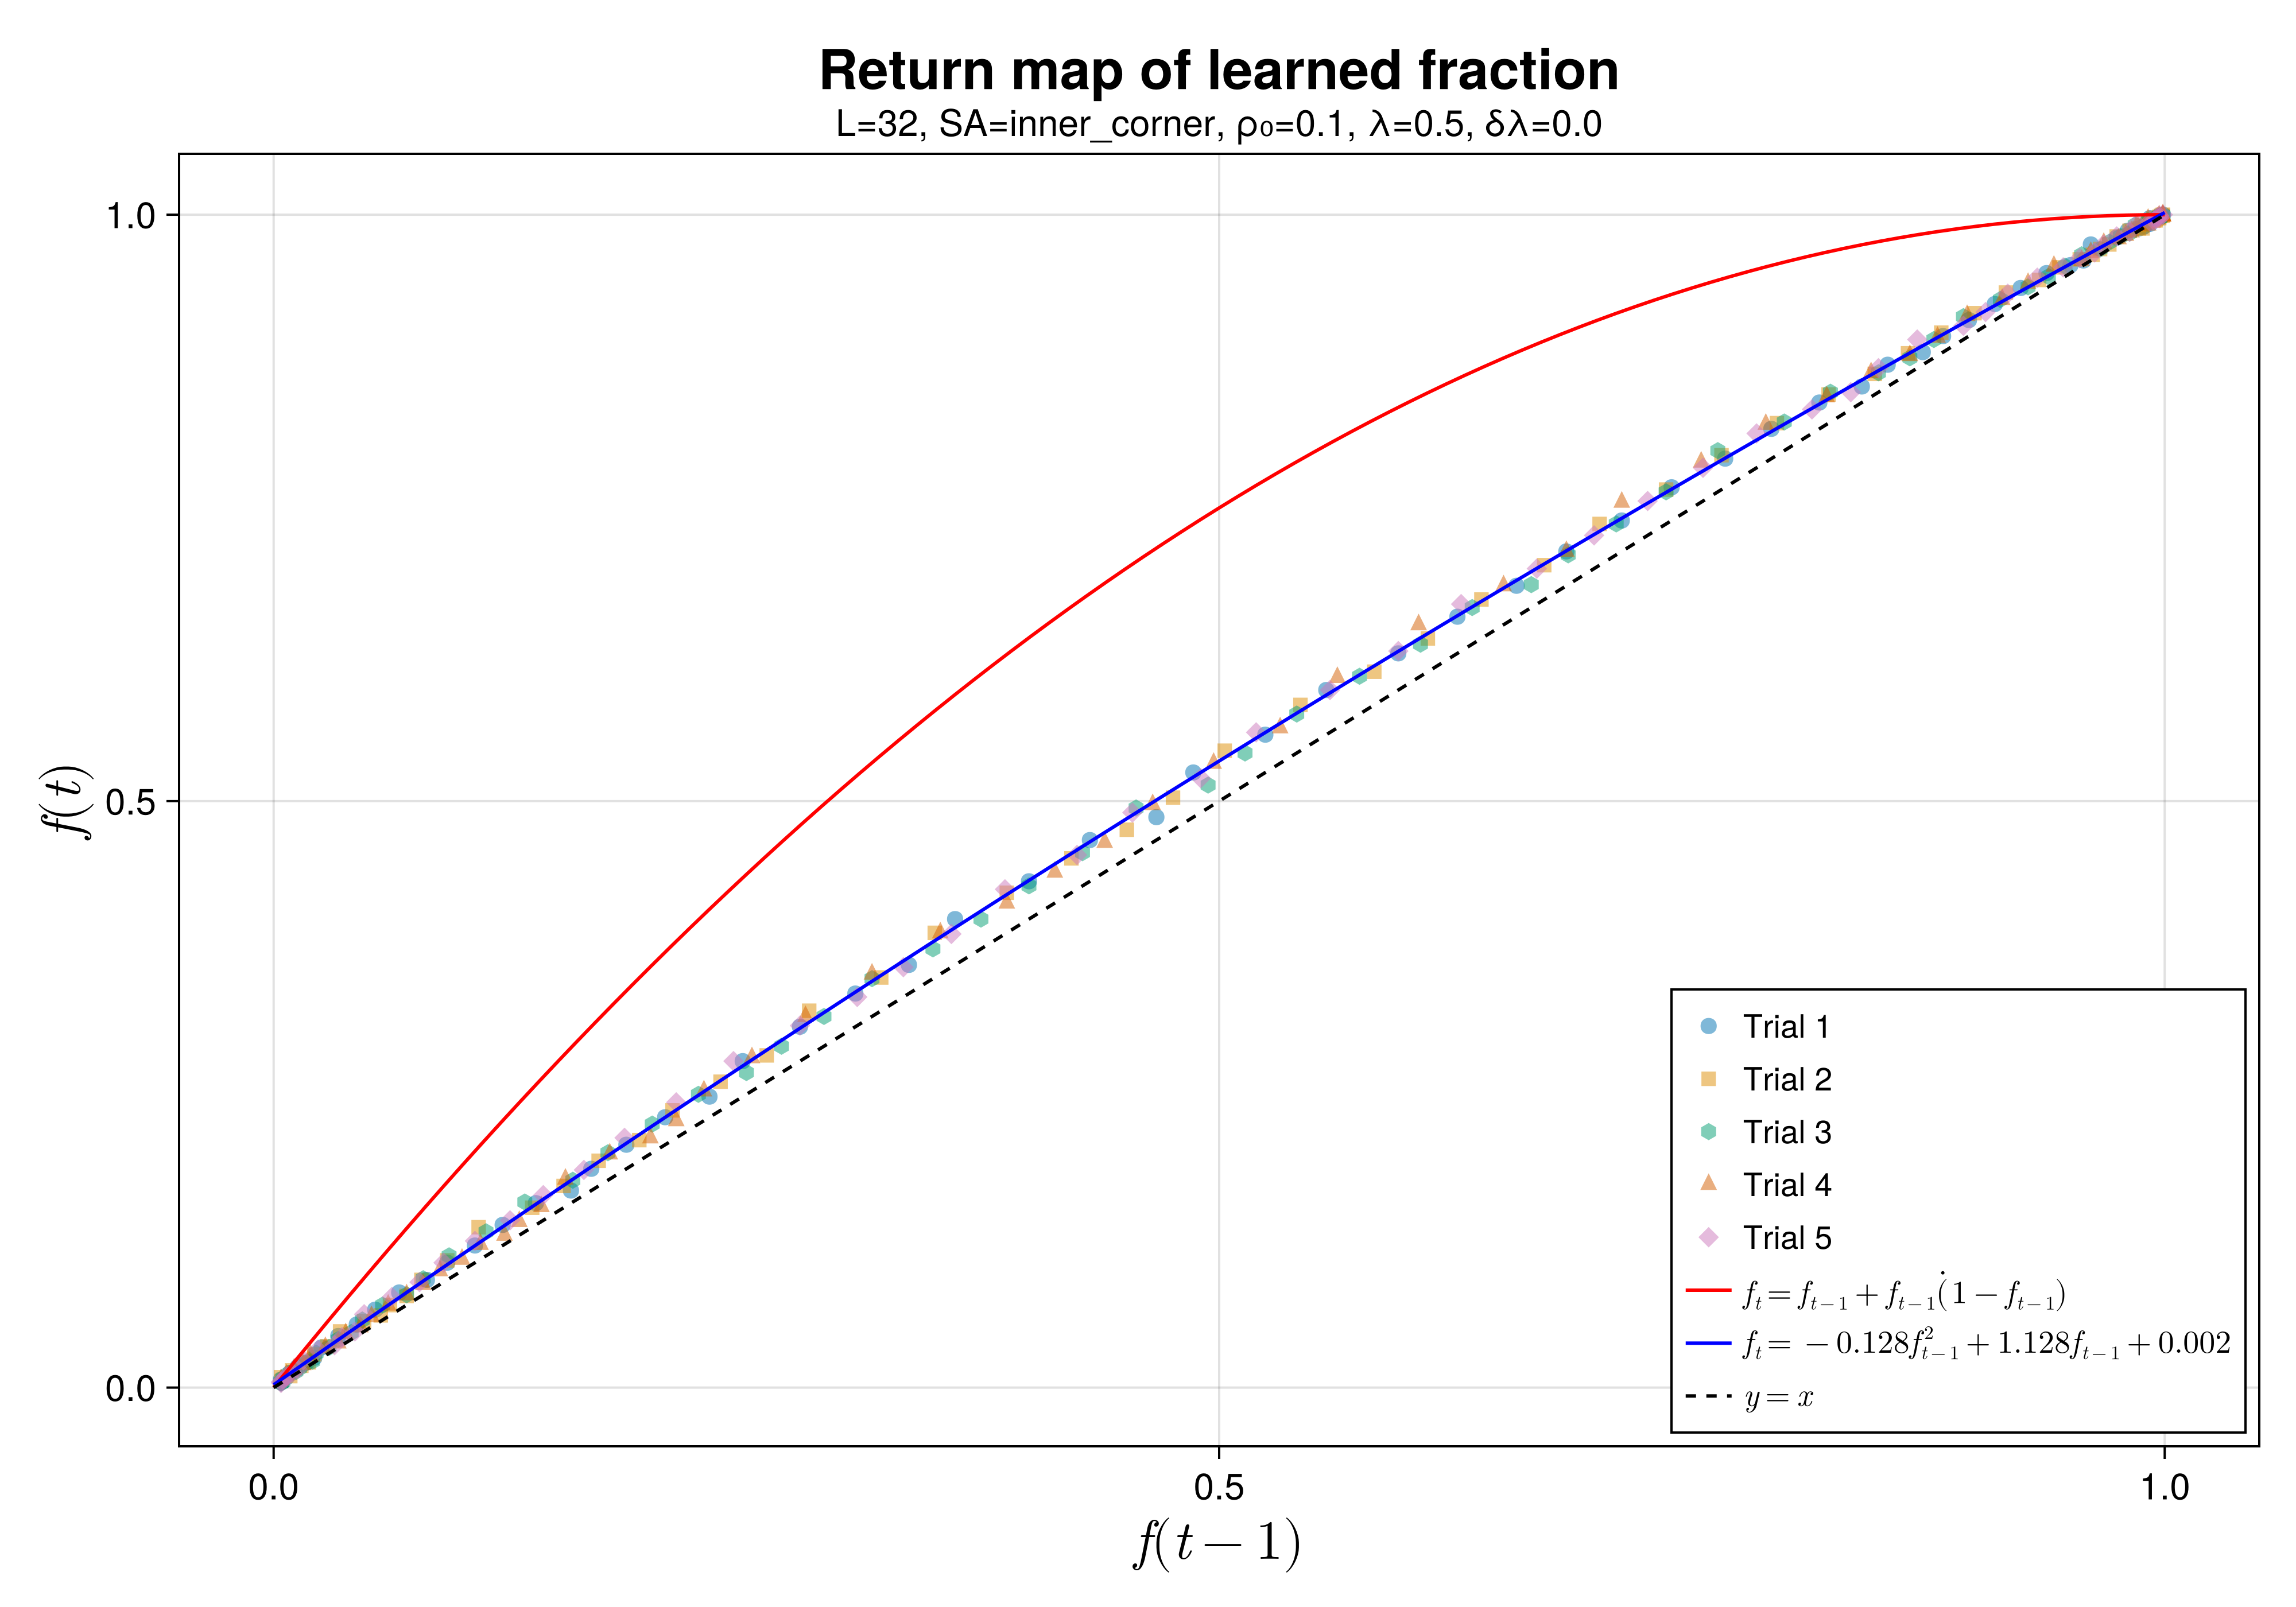 Return map of learned fraction
L=32, SA=inner_corner, ρ₀=0.1, λ=0.5, δλ=0.0
1.0
0.5
0.0
f(t)
Trial 1
Trial 2
Trial 3
Trial 4
Trial 5
f_{t−1} + f_{t−1}(̇1 − f_{t−1}) = f_t
f_t = −0.128f²_{t−1} + 1.128f_{t−1} + 0.002
y = x
0.0
0.5
1.0
f(t − 1)